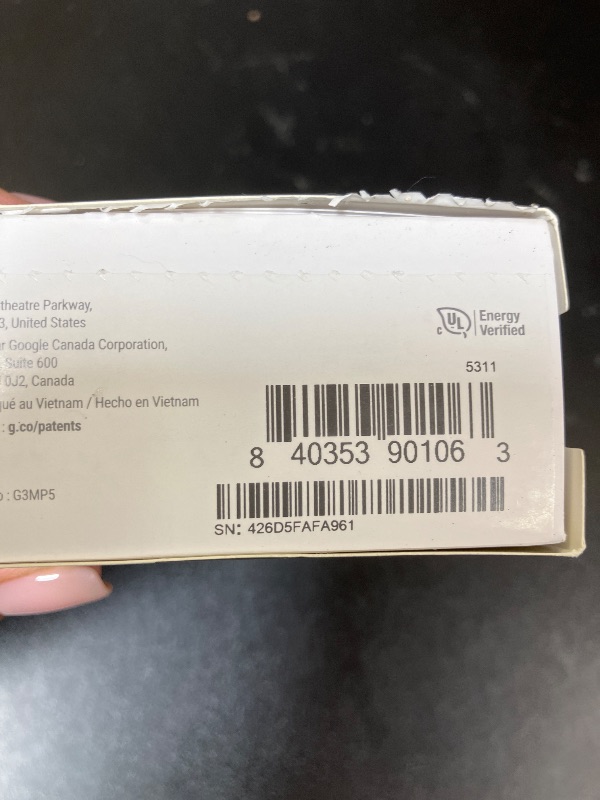 theatre Parkway,
3, United States
r Google Canada Corporation,
Suite 600
0J2, Canada
qué au Vietnam / Hecho en Vietnam
: g.co/patents
: G3MP5
c UL Energy
Verified
5311
8 40353 90106 3
SN: 426D5FAFA961